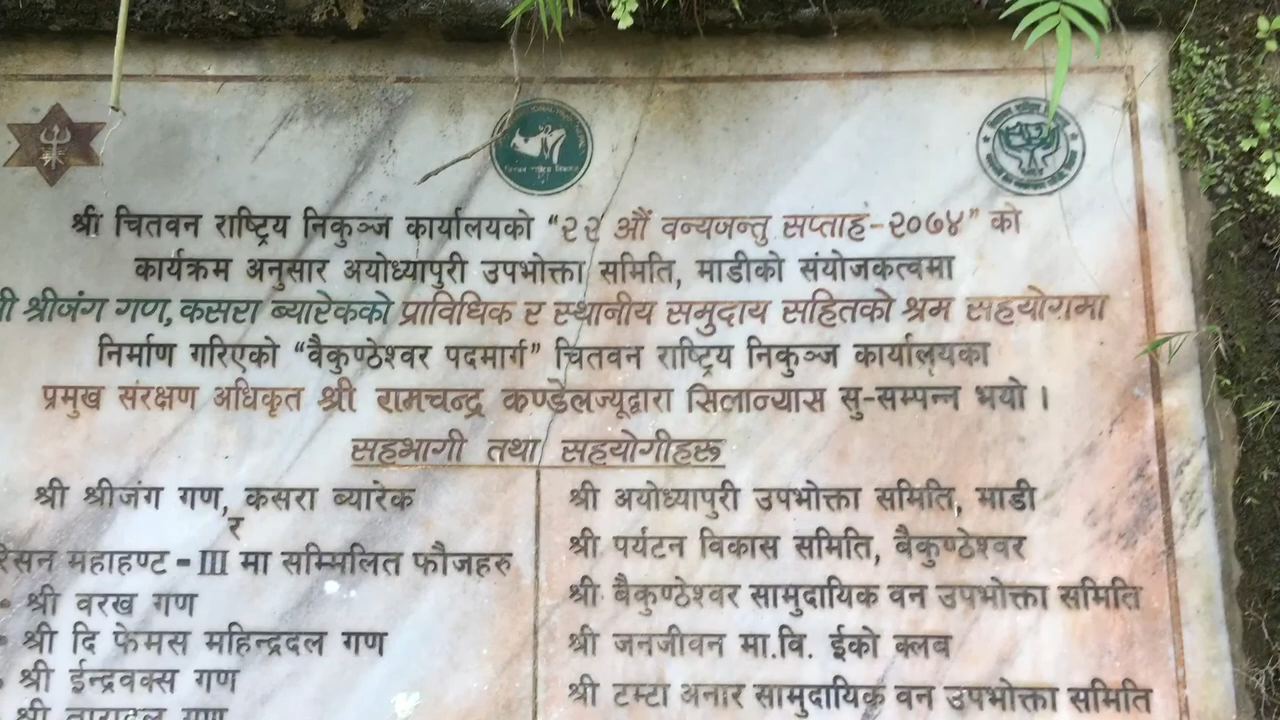 श्री चितवन राष्ट्रिय निकुञ्ज कार्यालयको “२२ औं वन्यजन्तु सप्ताहं-२०७४” को
कार्यक्रम अनुसार अयोध्यापुरी उपभोक्ता समिति, माडीको संयोजकत्वमा
श्रीजंग गण, कसरा ब्यारेकको प्राविधिक र स्थानीय समुदाय सहितको श्रम सहयोगमा
निर्माण गरिएको “वैकुण्ठेश्वर पदमार्ग” चितवन राष्ट्रिय निकुञ्ज कार्यालयका
प्रमुख संरक्षण अधिकृत श्री रामचन्द्र कण्डेलज्यूद्वारा सिलान्यास सु-सम्पन्न भयो ।
सहभागी तथा सहयोगीहरू
श्री श्रीजंग गण, कसरा ब्यारेक
र
महाहण्ट - III मा सम्मिलित फौजहरु
श्री वरख गण
श्री दि फेमस महिन्द्रदल गण
श्री ईन्द्रवक्स गण
श्री अयोध्यापुरी उपभोक्ता समिति, माडी
श्री पर्यटन विकास समिति, बैकुण्ठेश्वर
श्री बैकुण्ठेश्वर सामुदायिक वन उपभोक्ता समिति
श्री जनजीवन मा.वि. ईको क्लब
श्री टम्टा अनार सामुदायिक वन उपभोक्ता समिति